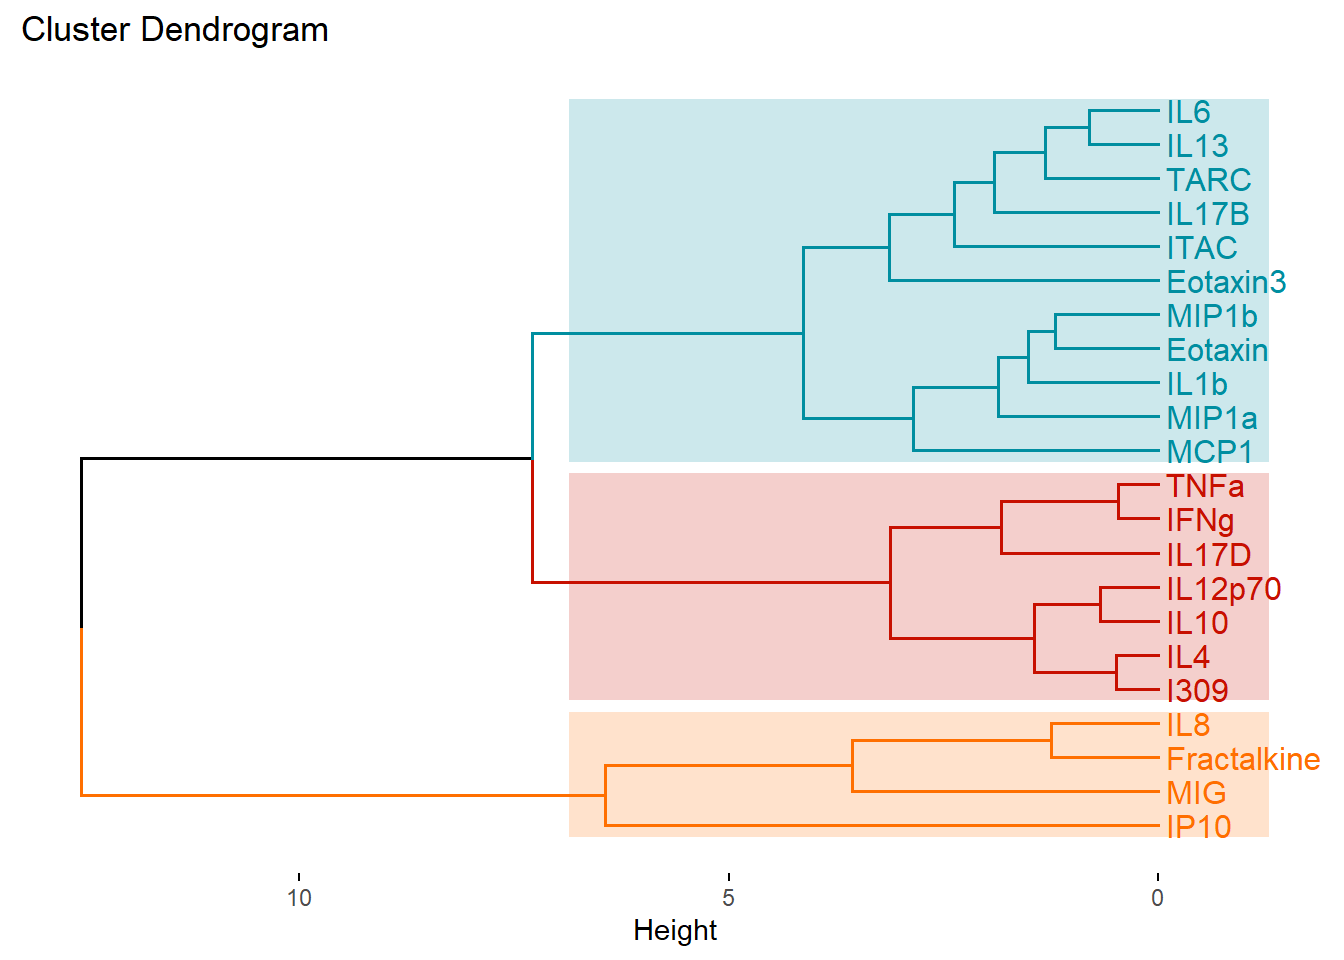 Cluster Dendrogram
IL6
IL13
TARC
IL17B
ITAC
Eotaxin3
MIP1b
Eotaxin
IL1b
MIP1a
MCP1
TNFa
IFNg
IL17D
IL12p70
IL10
IL4
I309
IL8
Fractalkine
MIG
IP10
10 5 0
Height